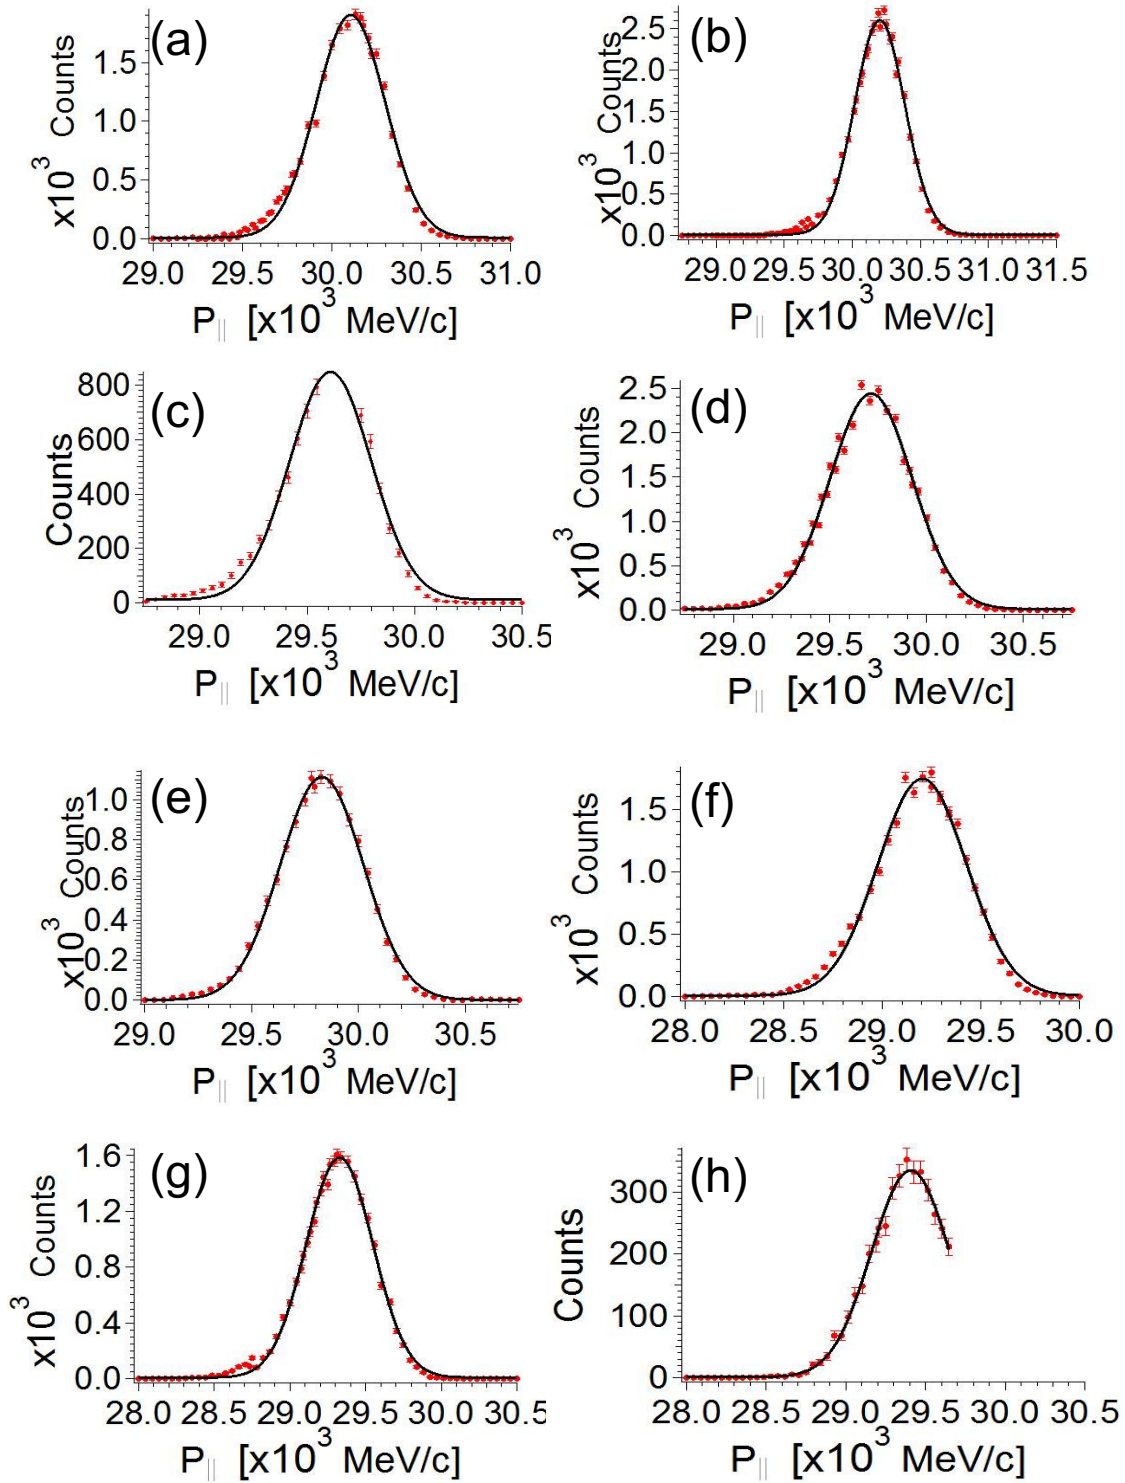 (a)
x10³ Counts
1.5
1.0
0.5
0.0
29.0 29.5 30.0 30.5 31.0
P|| [x10³ MeV/c]
(b)
x10³ Counts
2.5
2.0
1.5
1.0
0.5
0.0
29.0 29.5 30.0 30.5 31.0 31.5
P|| [x10³ MeV/c]
(c)
Counts
800
600
400
200
0
29.0 29.5 30.0 30.5
P|| [x10³ MeV/c]
(d)
x10³ Counts
2.5
2.0
1.5
1.0
0.5
0.0
29.0 29.5 30.0 30.5
P|| [x10³ MeV/c]
(e)
x10³ Counts
1.0
0.8
0.6
0.4
0.2
0.0
29.0 29.5 30.0 30.5
P|| [x10³ MeV/c]
(f)
x10³ Counts
1.5
1.0
0.5
0.0
28.0 28.5 29.0 29.5 30.0
P|| [x10³ MeV/c]
(g)
x10³ Counts
1.6
1.2
0.8
0.4
0.0
28.0 28.5 29.0 29.5 30.0 30.5
P|| [x10³ MeV/c]
(h)
Counts
300
200
100
0
28.0 28.5 29.0 29.5 30.0 30.5
P|| [x10³ MeV/c]